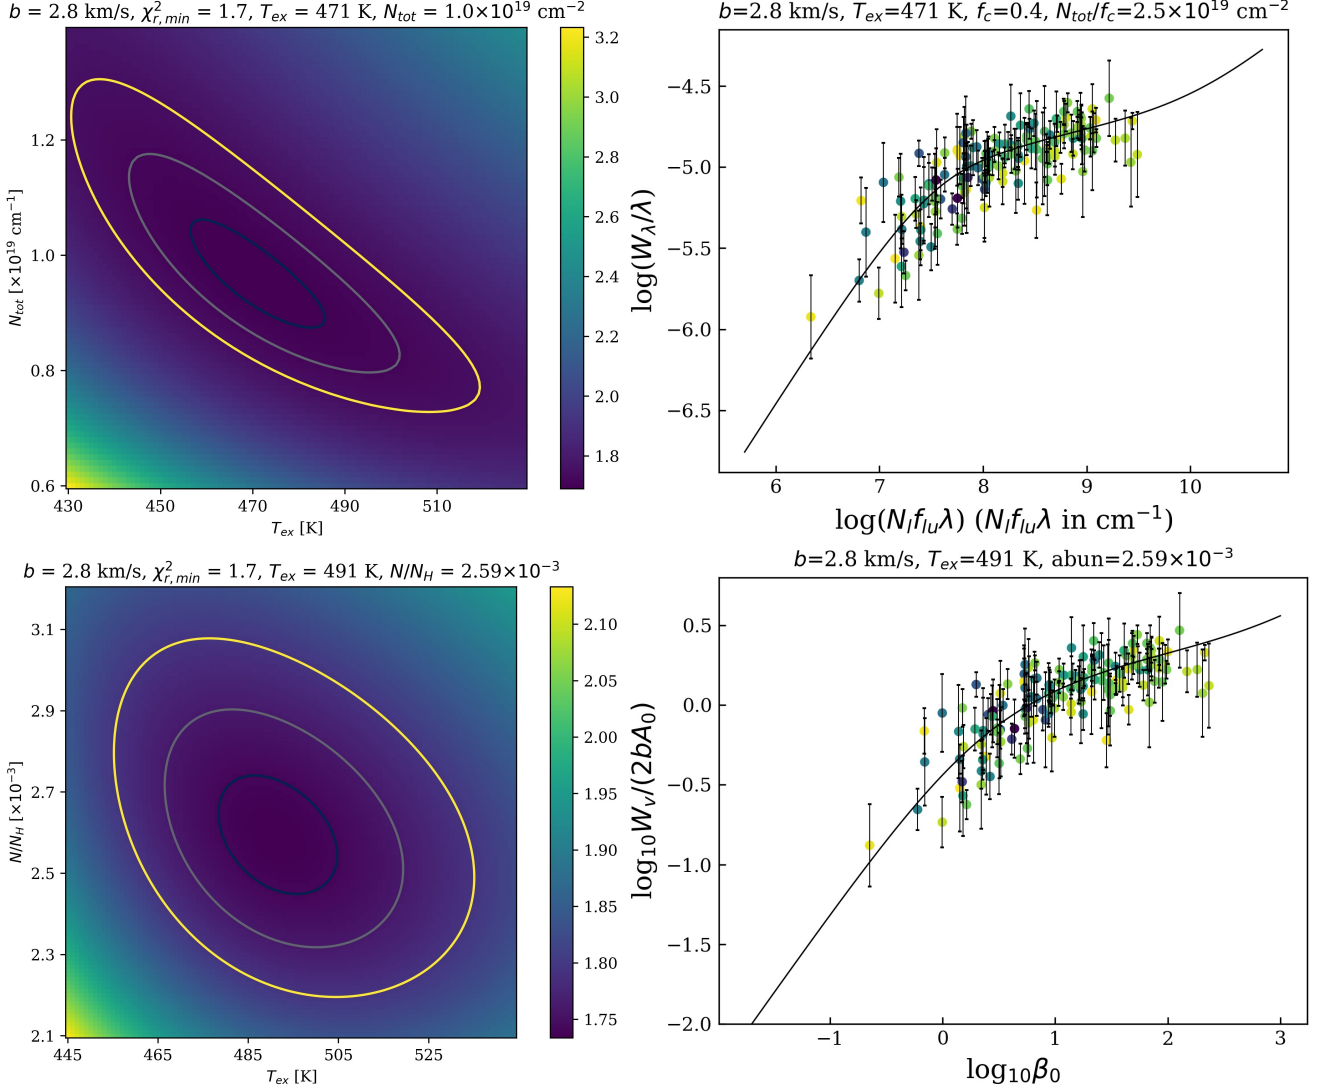 b = 2.8 km/s, χ²r,min = 1.7, Tex = 471 K, Ntot = 1.0×10¹⁹ cm⁻²
1.2
1.0
0.8
0.6
Ntot [×10¹⁹ cm⁻¹]
430 450 470 490 510
Tex [K]
3.2
3.0
2.8
2.6
2.4
2.2
2.0
1.8
b=2.8 km/s, Tex=471 K, fc=0.4, Ntot/fc=2.5×10¹⁹ cm⁻²
−4.5
−5.0
−5.5
−6.0
−6.5
log(Wλ/λ)
6 7 8 9 10
log(Nlfluλ) (Nlfluλ in cm⁻¹)
b = 2.8 km/s, χ²r,min = 1.7, Tex = 491 K, N/NH = 2.59×10⁻³
3.1
2.9
2.7
2.5
2.3
2.1
N/NH [×10⁻³]
445 465 485 505 525
Tex [K]
2.10
2.05
2.00
1.95
1.90
1.85
1.80
1.75
b=2.8 km/s, Tex=491 K, abun=2.59×10⁻³
0.5
0.0
−0.5
−1.0
−1.5
−2.0
log₁₀Wν/(2bA₀)
−1 0 1 2 3
log₁₀β₀